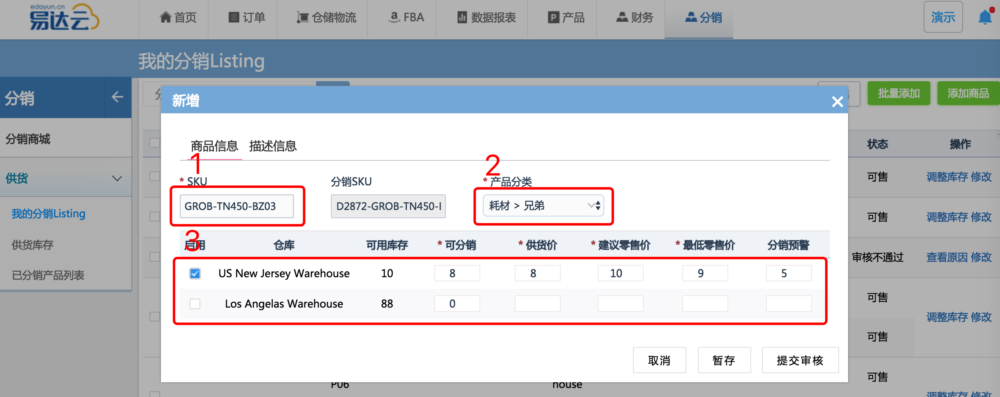 edayun.cn
易达云
首页
订单
仓储物流
FBA
数据报表
产品
财务
分销
演示
我的分销Listing
分销
批量添加
添加商品
分销商城
供货
我的分销Listing
供货库存
已分销产品列表
新增
商品信息
描述信息
1
2
* SKU
分销SKU
* 产品分类
GROB-TN450-BZ03
D2872-GROB-TN450-
耗材 > 兄弟
3
启用 仓库 可用库存 * 可分销 * 供货价 * 建议零售价 * 最低零售价 分销预警
US New Jersey Warehouse 10 8 8 10 9 5
Los Angelas Warehouse 88 0
取消
暂存
提交审核
状态 操作
可售 调整库存 修改
可售 调整库存 修改
审核不通过 查看原因 修改
可售
调整库存 修改
可售
可售
P06
house
调整库存 修改